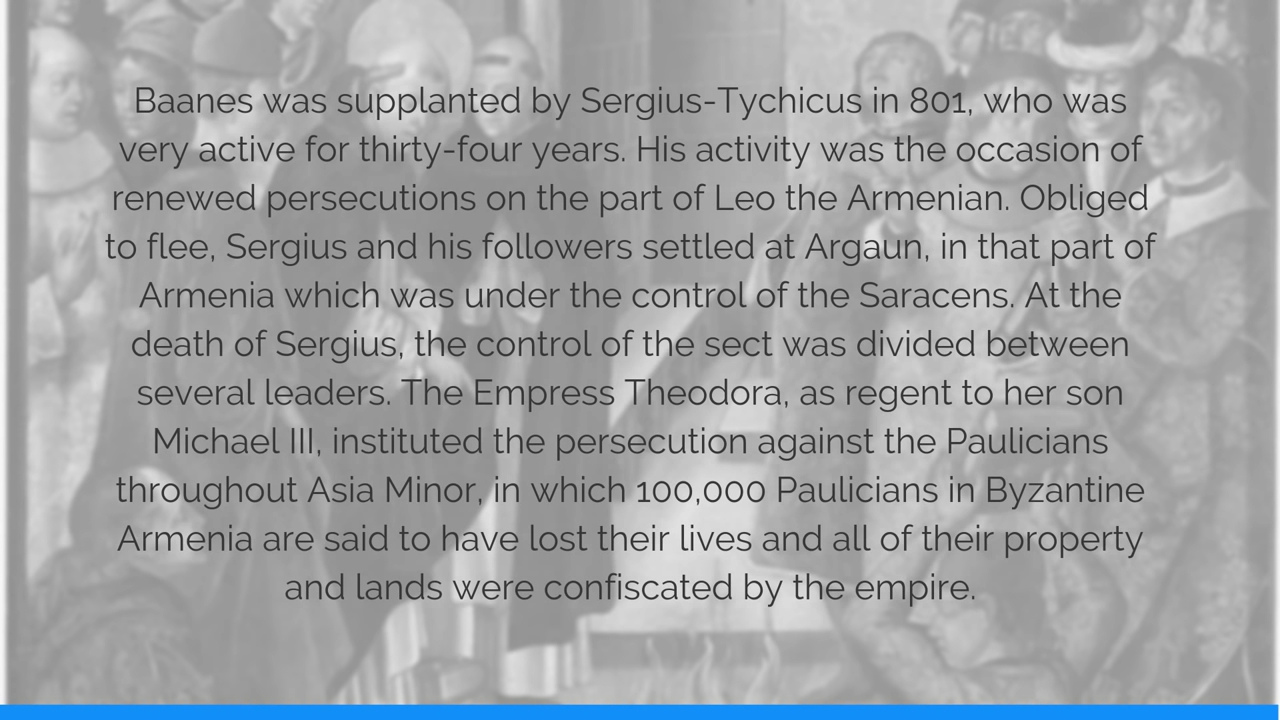 Baanes was supplanted by Sergius-Tychicus in 801, who was
very active for thirty-four years. His activity was the occasion of
renewed persecutions on the part of Leo the Armenian. Obliged
to flee, Sergius and his followers settled at Argaun, in that part of
Armenia which was under the control of the Saracens. At the
death of Sergius, the control of the sect was divided between
several leaders. The Empress Theodora, as regent to her son
Michael III, instituted the persecution against the Paulicians
throughout Asia Minor, in which 100,000 Paulicians in Byzantine
Armenia are said to have lost their lives and all of their property
and lands were confiscated by the empire.